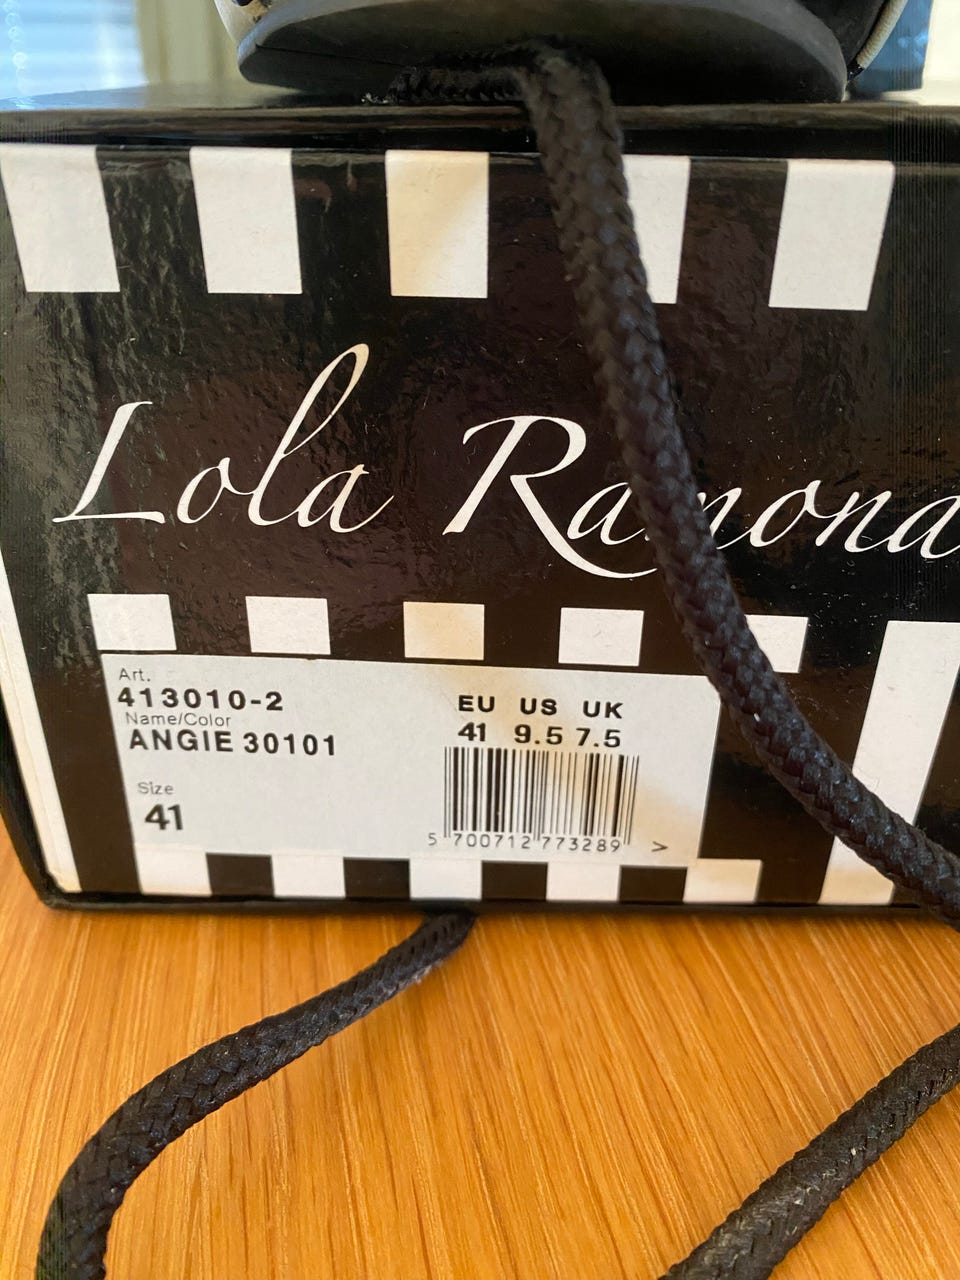 Lola Ramona
Art.
413010-2
Name/Color
ANGIE 30101
Size
41
EU US UK
41 9.5 7.5
5 700712 773289 >